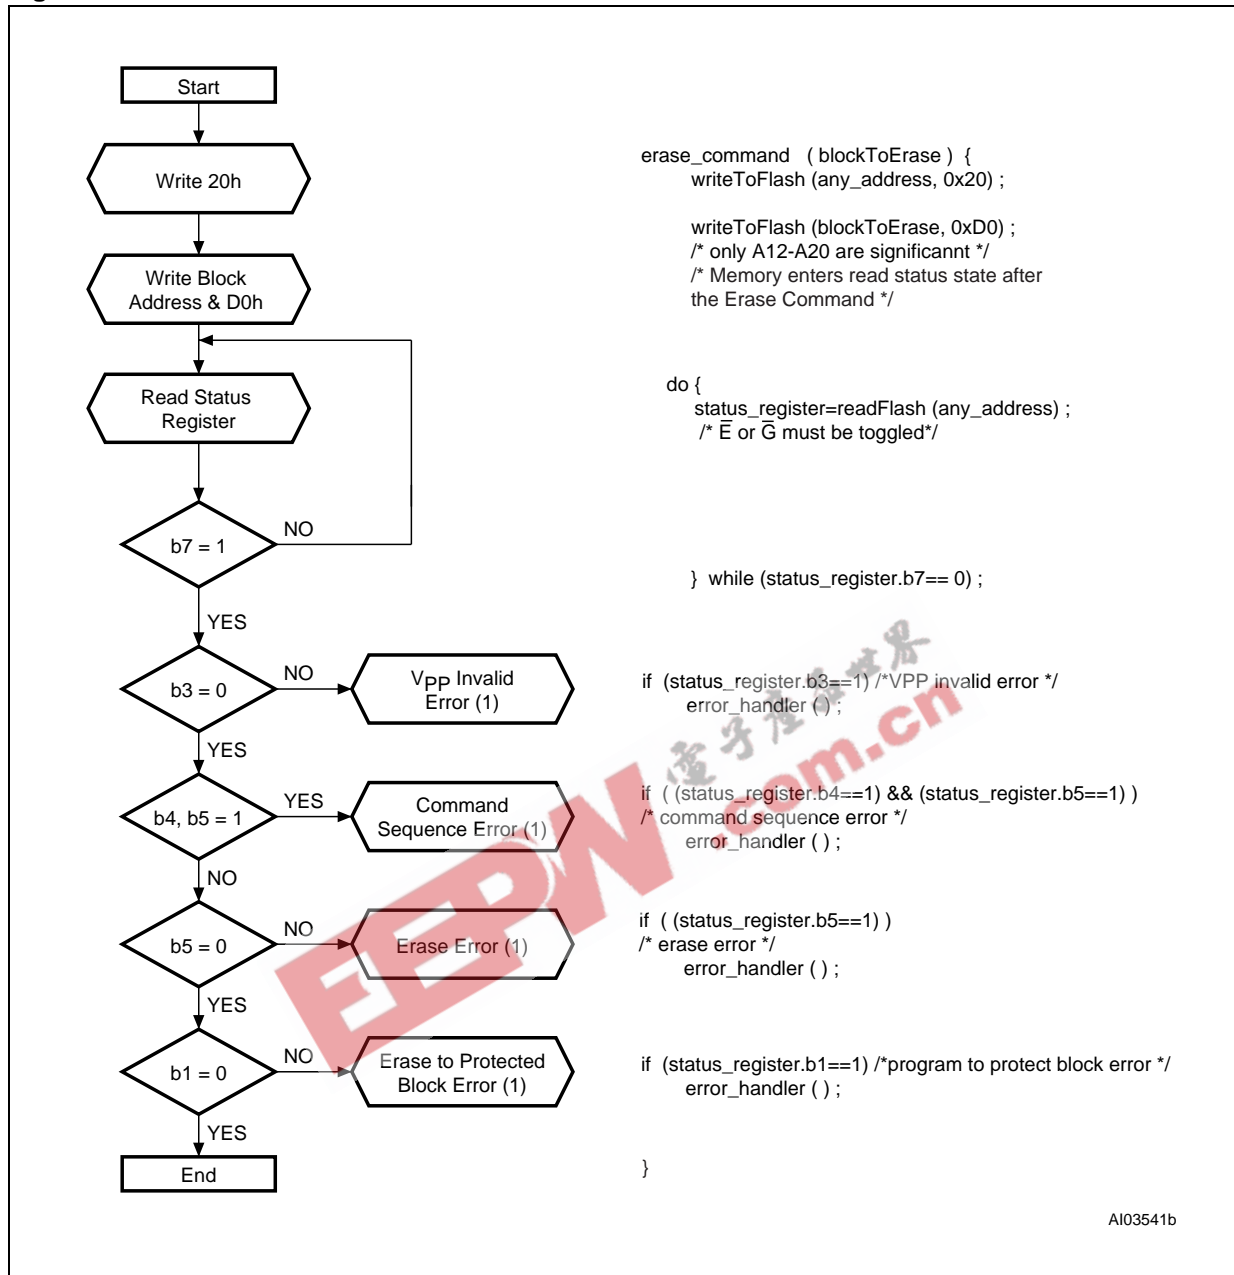 Start
Write 20h
Write Block
Address & D0h
Read Status
Register
b7 = 1
NO
YES
b3 = 0
NO
VPP Invalid
Error (1)
YES
b4, b5 = 1
YES
Command
Sequence Error (1)
NO
b5 = 0
NO
Erase Error (1)
YES
b1 = 0
NO
Erase to Protected
Block Error (1)
YES
End
erase_command ( blockToErase ) {
writeToFlash (any_address, 0x20) ;
writeToFlash (blockToErase, 0xD0) ;
/* only A12-A20 are significannt */
/* Memory enters read status state after
the Erase Command */
do {
status_register=readFlash (any_address) ;
/* E̅ or G̅ must be toggled*/
} while (status_register.b7== 0) ;
if (status_register.b3==1) /*VPP invalid error */
error_handler ( ) ;
if ( (status_register.b4==1) && (status_register.b5==1) )
/* command sequence error */
error_handler ( ) ;
if ( (status_register.b5==1) )
/* erase error */
error_handler ( ) ;
if (status_register.b1==1) /*program to protect block error */
error_handler ( ) ;
}
AI03541b
EEPW.com.cn
電子產品世界